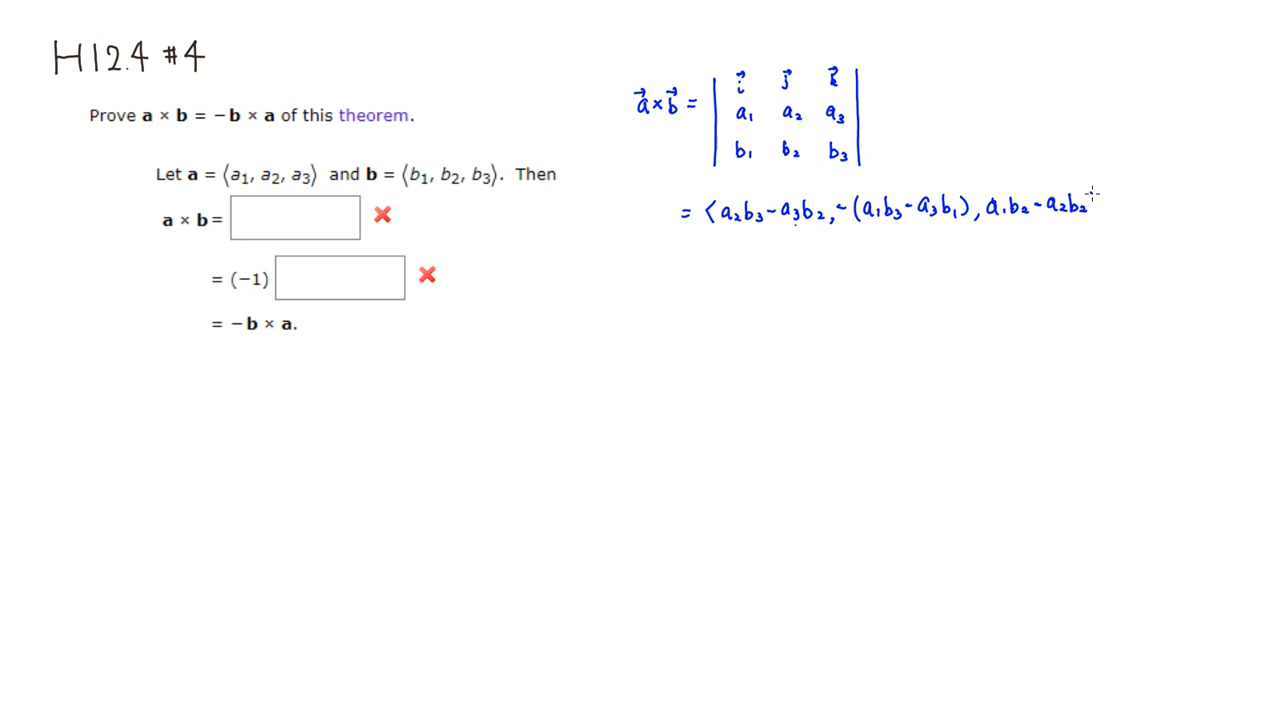 H12.4 #4
Prove a × b = −b × a of this theorem.
Let a = ⟨a₁, a₂, a₃⟩ and b = ⟨b₁, b₂, b₃⟩. Then
a × b =
= (−1)
= −b × a.
a⃗ × b⃗ = | i⃗ j⃗ k⃗ |
| a₁ a₂ a₃ |
| b₁ b₂ b₃ |
= ⟨a₂b₃ − a₃b₂, −(a₁b₃ − a₃b₁), a₁b₂ − a₂b₂